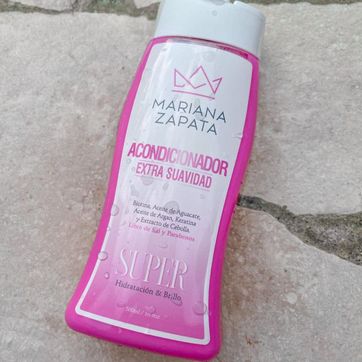 MARIANA
ZAPATA
ACONDICIONADOR
EXTRA SUAVIDAD
Biotina, Aceite de Aguacate,
Aceite de Argan, Keratina
y Extracto de Cebolla.
Libre de Sal y Parabenos
SUPER
Hidratación & Brillo